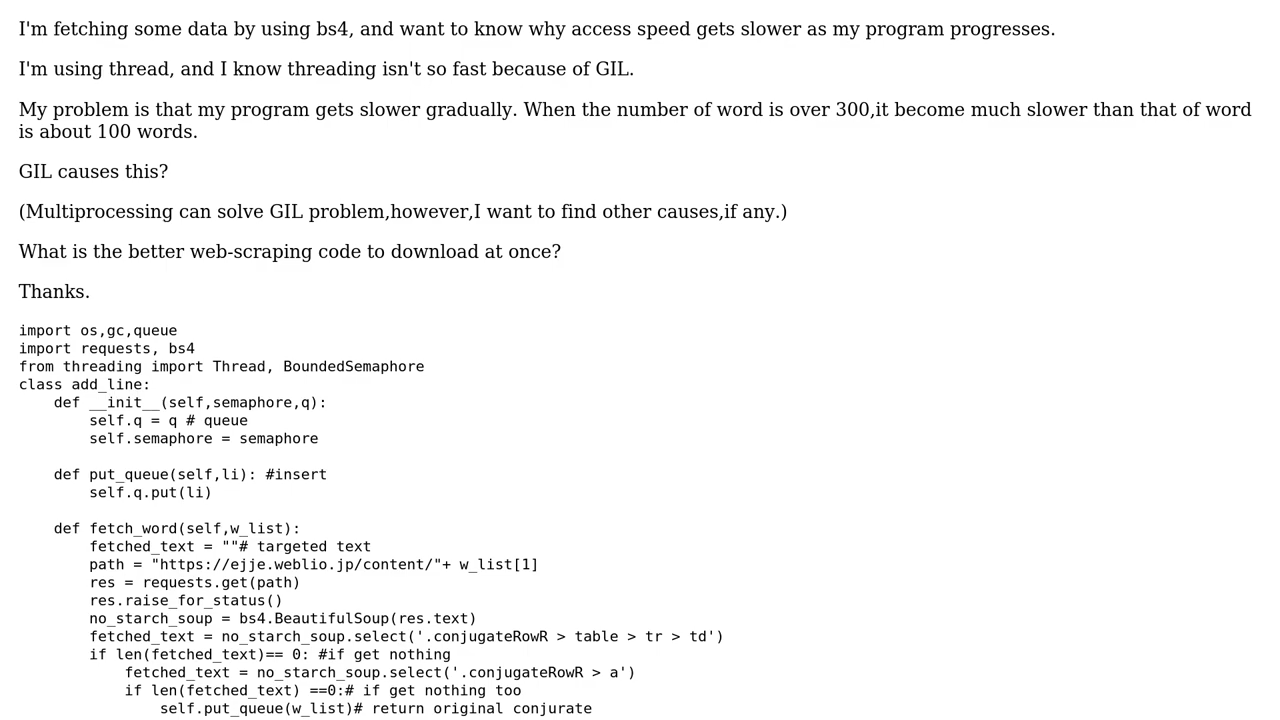 I'm fetching some data by using bs4, and want to know why access speed gets slower as my program progresses.
I'm using thread, and I know threading isn't so fast because of GIL.
My problem is that my program gets slower gradually. When the number of word is over 300,it become much slower than that of word
is about 100 words.
GIL causes this?
(Multiprocessing can solve GIL problem,however,I want to find other causes,if any.)
What is the better web-scraping code to download at once?
Thanks.
import os,gc,queue
import requests, bs4
from threading import Thread, BoundedSemaphore
class add_line:
    def __init__(self,semaphore,q):
        self.q = q # queue
        self.semaphore = semaphore

    def put_queue(self,li): #insert
        self.q.put(li)

    def fetch_word(self,w_list):
        fetched_text = ""# targeted text
        path = "https://ejje.weblio.jp/content/"+ w_list[1]
        res = requests.get(path)
        res.raise_for_status()
        no_starch_soup = bs4.BeautifulSoup(res.text)
        fetched_text = no_starch_soup.select('.conjugateRowR > table > tr > td')
        if len(fetched_text)== 0: #if get nothing
            fetched_text = no_starch_soup.select('.conjugateRowR > a')
            if len(fetched_text) ==0:# if get nothing too
                self.put_queue(w_list)# return original conjurate